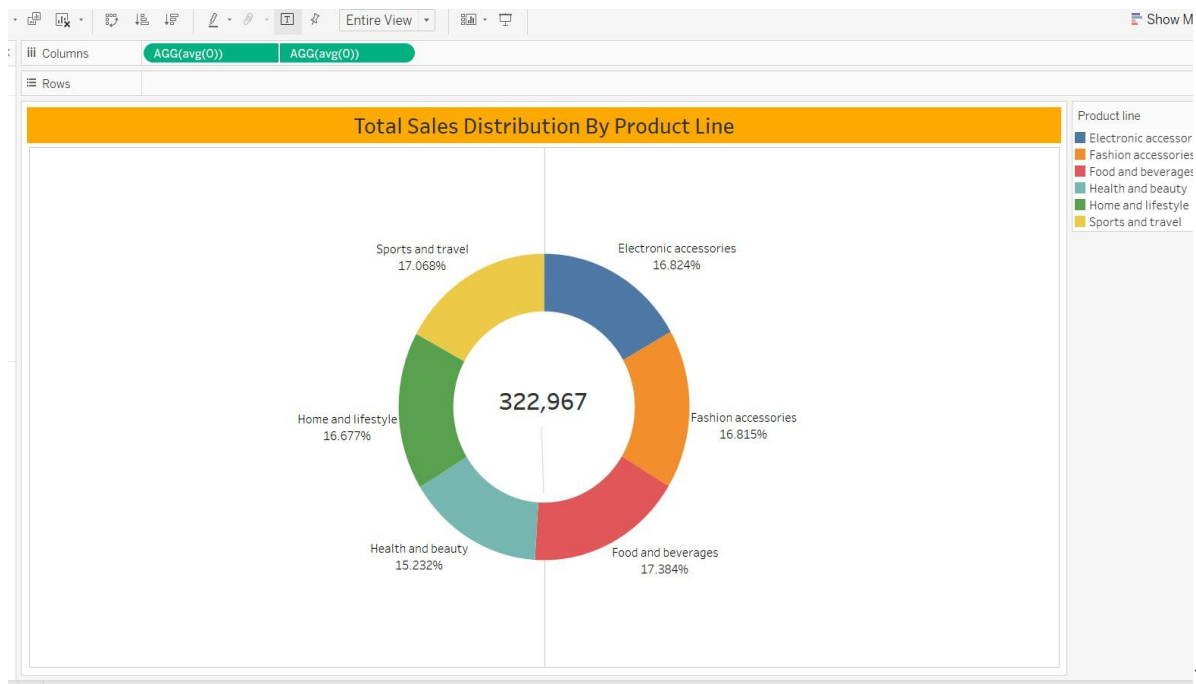 Entire View
Show M
Columns
AGG(avg(0))
AGG(avg(0))
Rows
Total Sales Distribution By Product Line
Product line
Electronic accessor
Fashion accessories
Food and beverages
Health and beauty
Home and lifestyle
Sports and travel
Sports and travel
17.068%
Electronic accessories
16.824%
322,967
Home and lifestyle
16.677%
Fashion accessories
16.815%
Health and beauty
15.232%
Food and beverages
17.384%